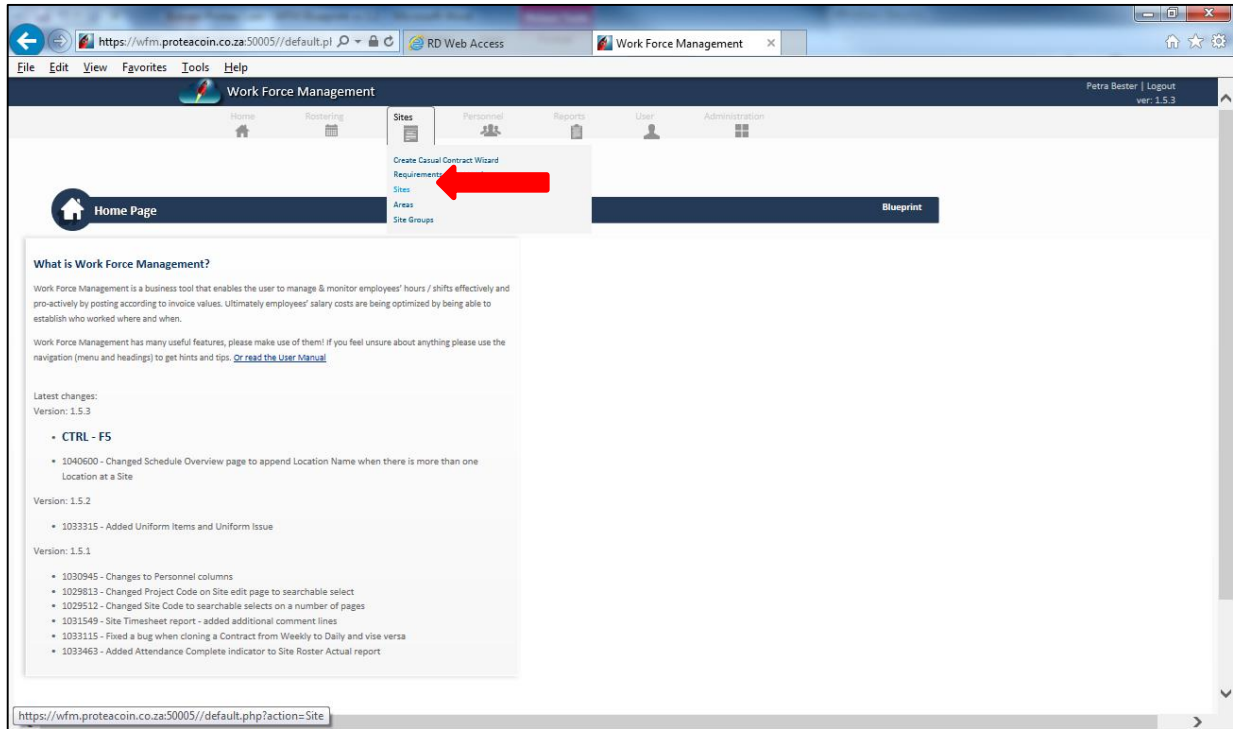 https://wfm.proteacoin.co.za:50005//default.pl
RD Web Access
Work Force Management
File Edit View Favorites Tools Help
Work Force Management
Petra Bester | Logout
ver: 1.5.3
Home Rostering Sites Personnel Reports User Administration
Create Casual Contract Wizard
Requirements
Sites
Areas
Site Groups
Home Page
Blueprint
What is Work Force Management?
Work Force Management is a business tool that enables the user to manage & monitor employees' hours / shifts effectively and
pro-actively by posting according to invoice values. Ultimately employees' salary costs are being optimized by being able to
establish who worked where and when.
Work Force Management has many useful features, please make use of them! If you feel unsure about anything please use the
navigation (menu and headings) to get hints and tips. Or read the User Manual
Latest changes:
Version: 1.5.3
• CTRL - F5
• 1040600 - Changed Schedule Overview page to append Location Name when there is more than one
Location at a Site
Version: 1.5.2
• 1033315 - Added Uniform Items and Uniform Issue
Version: 1.5.1
• 1030945 - Changes to Personnel columns
• 1029813 - Changed Project Code on Site edit page to searchable select
• 1029512 - Changed Site Code to searchable selects on a number of pages
• 1031549 - Site Timesheet report - added additional comment lines
• 1033115 - Fixed a bug when cloning a Contract from Weekly to Daily and vise versa
• 1033463 - Added Attendance Complete indicator to Site Roster Actual report
https://wfm.proteacoin.co.za:50005//default.php?action=Site